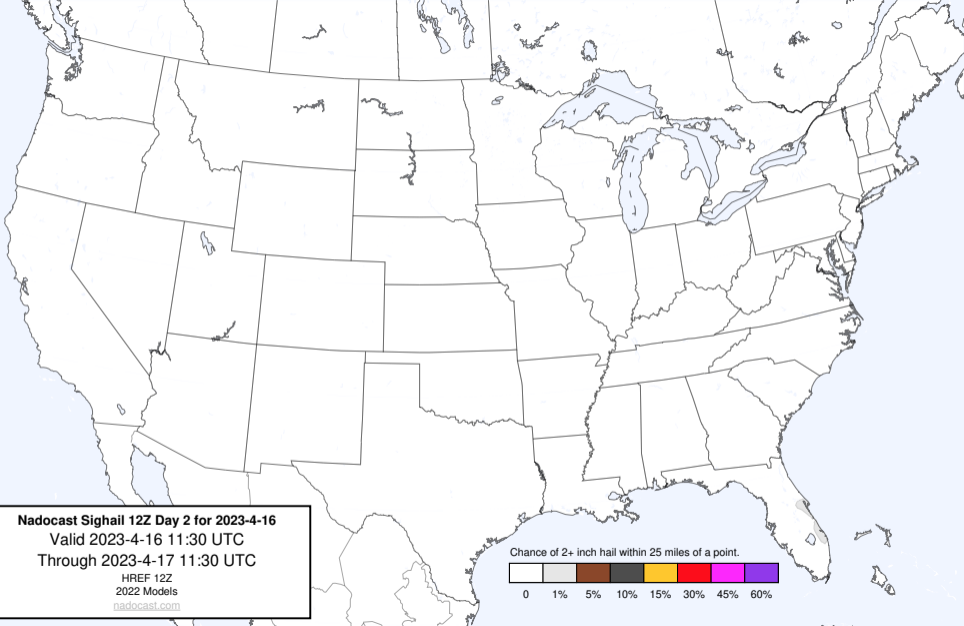 Nadocast Sighail 12Z Day 2 for 2023-4-16
Valid 2023-4-16 11:30 UTC
Through 2023-4-17 11:30 UTC
HREF 12Z
2022 Models
nadocast.com
Chance of 2+ inch hail within 25 miles of a point.
0 1% 5% 10% 15% 30% 45% 60%